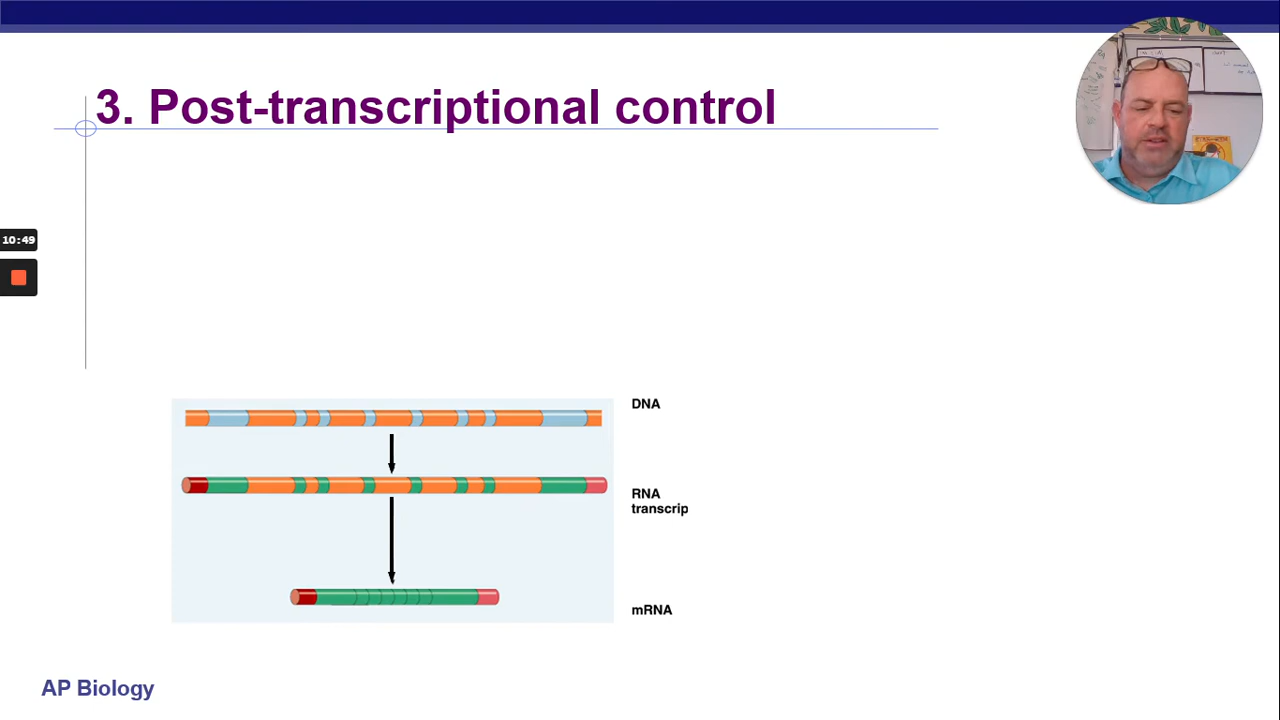 3. Post-transcriptional control
10:49
DNA
RNA
transcrip
mRNA
AP Biology